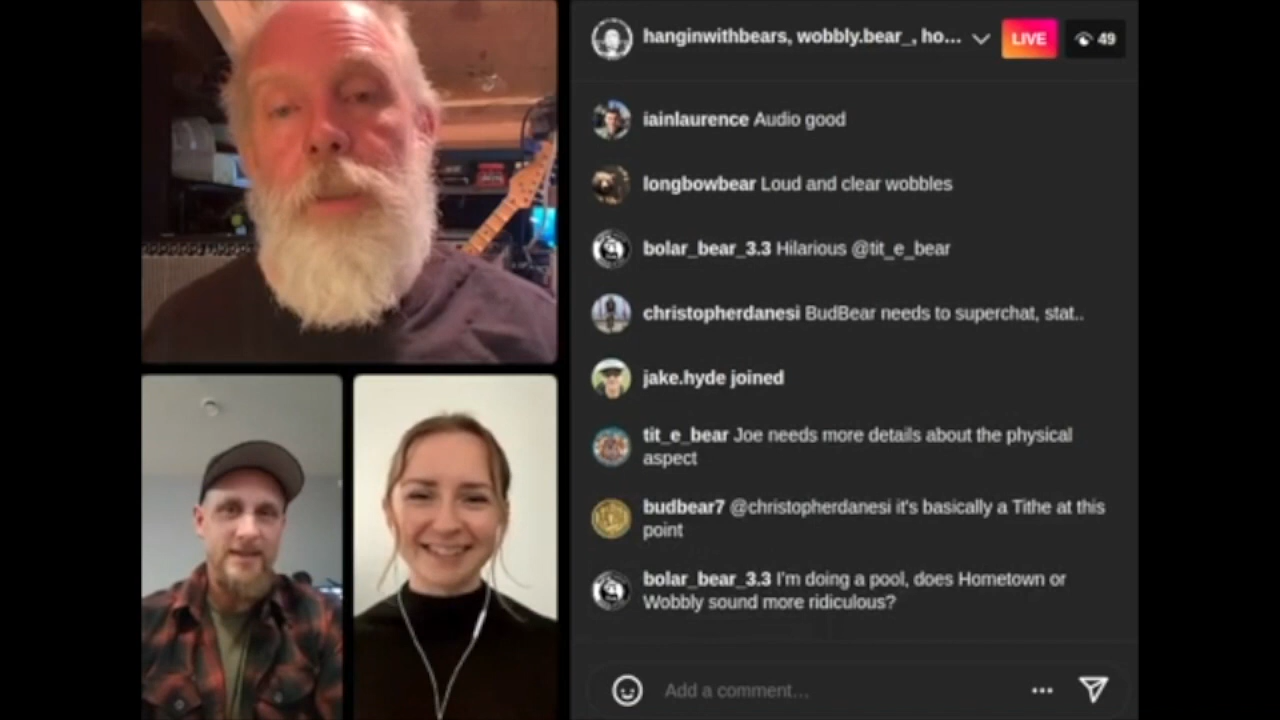 hanginwithbears, wobbly.bear_, ho...
LIVE
49
iainlaurence Audio good
longbowbear Loud and clear wobbles
bolar_bear_3.3 Hilarious @tit_e_bear
christopherdanesi BudBear needs to superchat, stat..
jake.hyde joined
tit_e_bear Joe needs more details about the physical
aspect
budbear7 @christopherdanesi it's basically a Tithe at this
point
bolar_bear_3.3 I'm doing a pool, does Hometown or
Wobbly sound more ridiculous?
Add a comment...